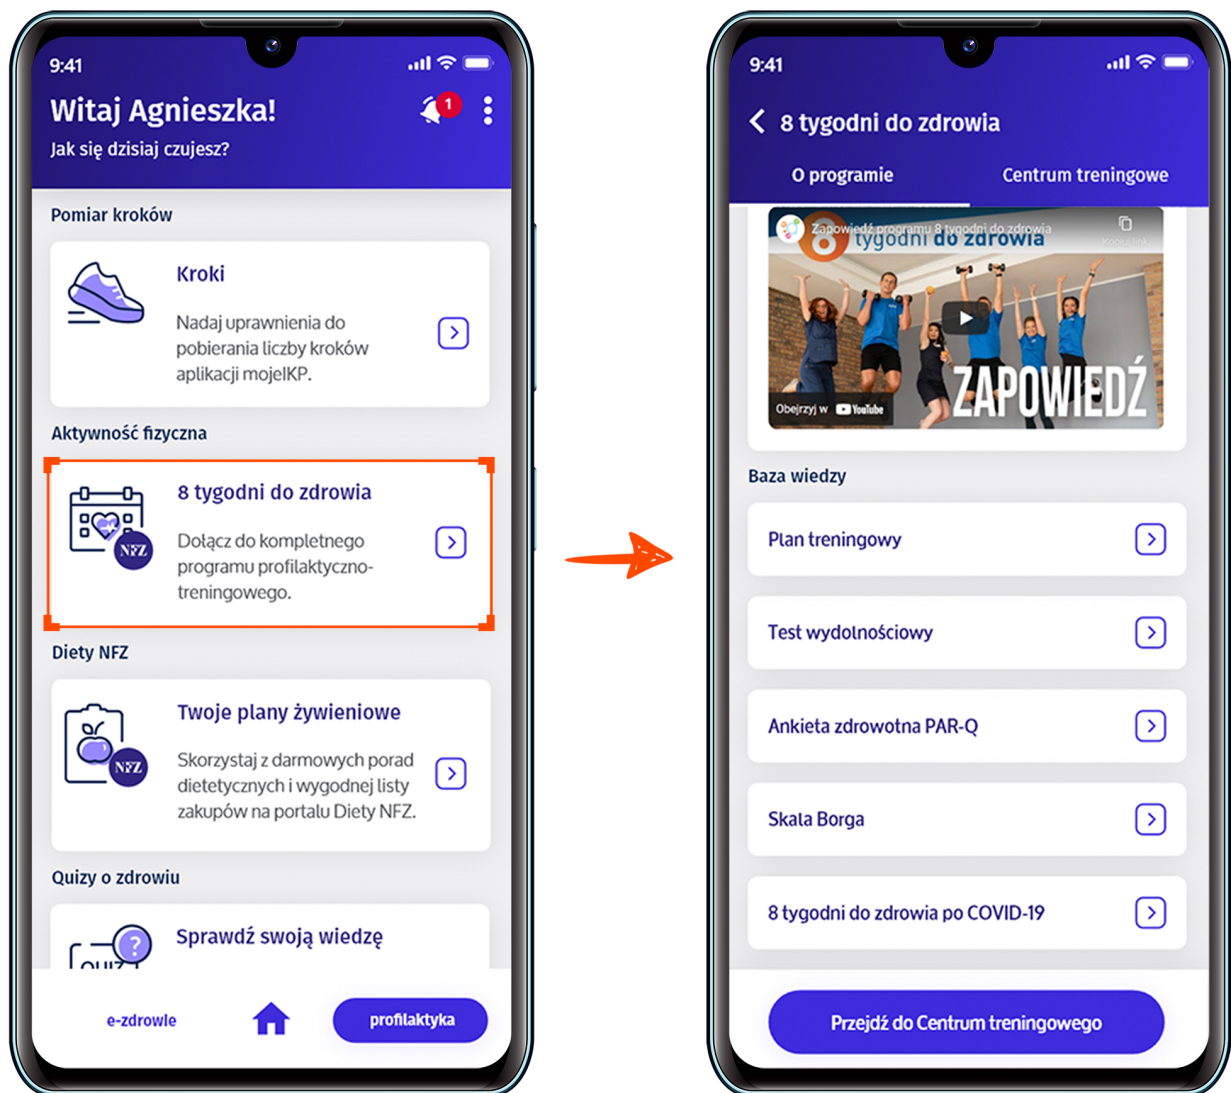 9:41
Witaj Agnieszka!
1
Jak się dzisiaj czujesz?
Pomiar kroków
Kroki
Nadaj uprawnienia do
pobierania liczby kroków
aplikacji mojeIKP.
Aktywność fizyczna
8 tygodni do zdrowia
NFZ
Dołącz do kompletnego
programu profilaktyczno-
treningowego.
Diety NFZ
Twoje plany żywieniowe
NFZ
Skorzystaj z darmowych porad
dietetycznych i wygodnej listy
zakupów na portalu Diety NFZ.
Quizy o zdrowiu
Sprawdź swoją wiedzę
?
QUIZ
e-zdrowie
profilaktyka
9:41
8 tygodni do zdrowia
O programie
Centrum treningowe
Zapowiedź programu 8 tygodni do zdrowia
8 tygodni do zdrowia
ZAPOWIEDŹ
Obejrzyj w YouTube
Baza wiedzy
Plan treningowy
Test wydolnościowy
Ankieta zdrowotna PAR-Q
Skala Borga
8 tygodni do zdrowia po COVID-19
Przejdź do Centrum treningowego